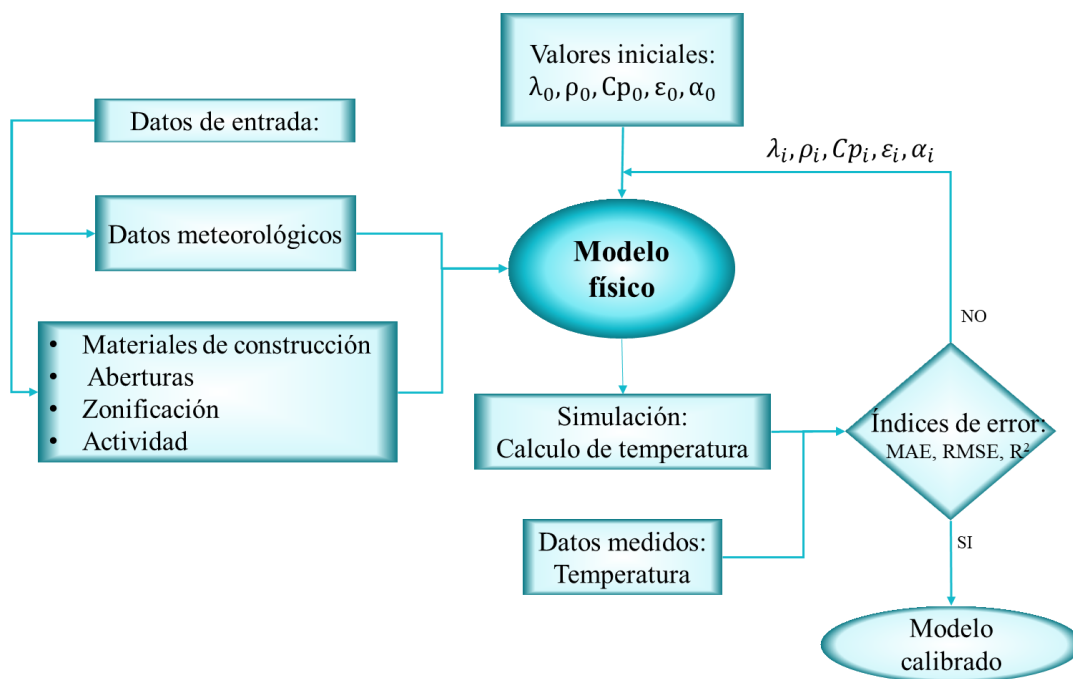 Valores iniciales:
λ₀, ρ₀, Cp₀, ε₀, α₀
Datos de entrada:
λᵢ, ρᵢ, Cpᵢ, εᵢ, αᵢ
Datos meteorológicos
Modelo
físico
NO
• Materiales de construcción
• Aberturas
• Zonificación
• Actividad
Simulación:
Calculo de temperatura
Índices de error:
MAE, RMSE, R²
Datos medidos:
Temperatura
SI
Modelo
calibrado